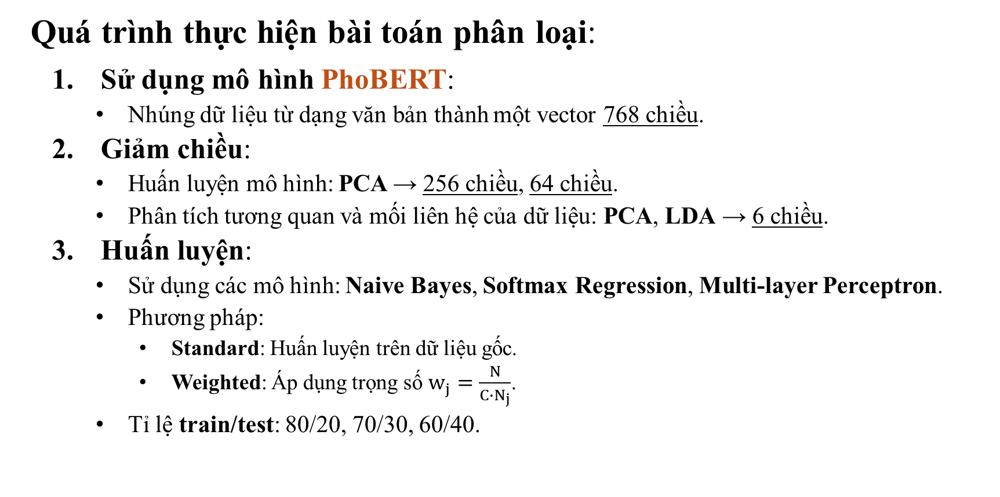 Quá trình thực hiện bài toán phân loại:
1. Sử dụng mô hình PhoBERT:
• Nhúng dữ liệu từ dạng văn bản thành một vector 768 chiều.
2. Giảm chiều:
• Huấn luyện mô hình: PCA → 256 chiều, 64 chiều.
• Phân tích tương quan và mối liên hệ của dữ liệu: PCA, LDA → 6 chiều.
3. Huấn luyện:
• Sử dụng các mô hình: Naive Bayes, Softmax Regression, Multi-layer Perceptron.
• Phương pháp:
• Standard: Huấn luyện trên dữ liệu gốc.
• Weighted: Áp dụng trọng số w_j = N/(C·N_j).
• Tỉ lệ train/test: 80/20, 70/30, 60/40.